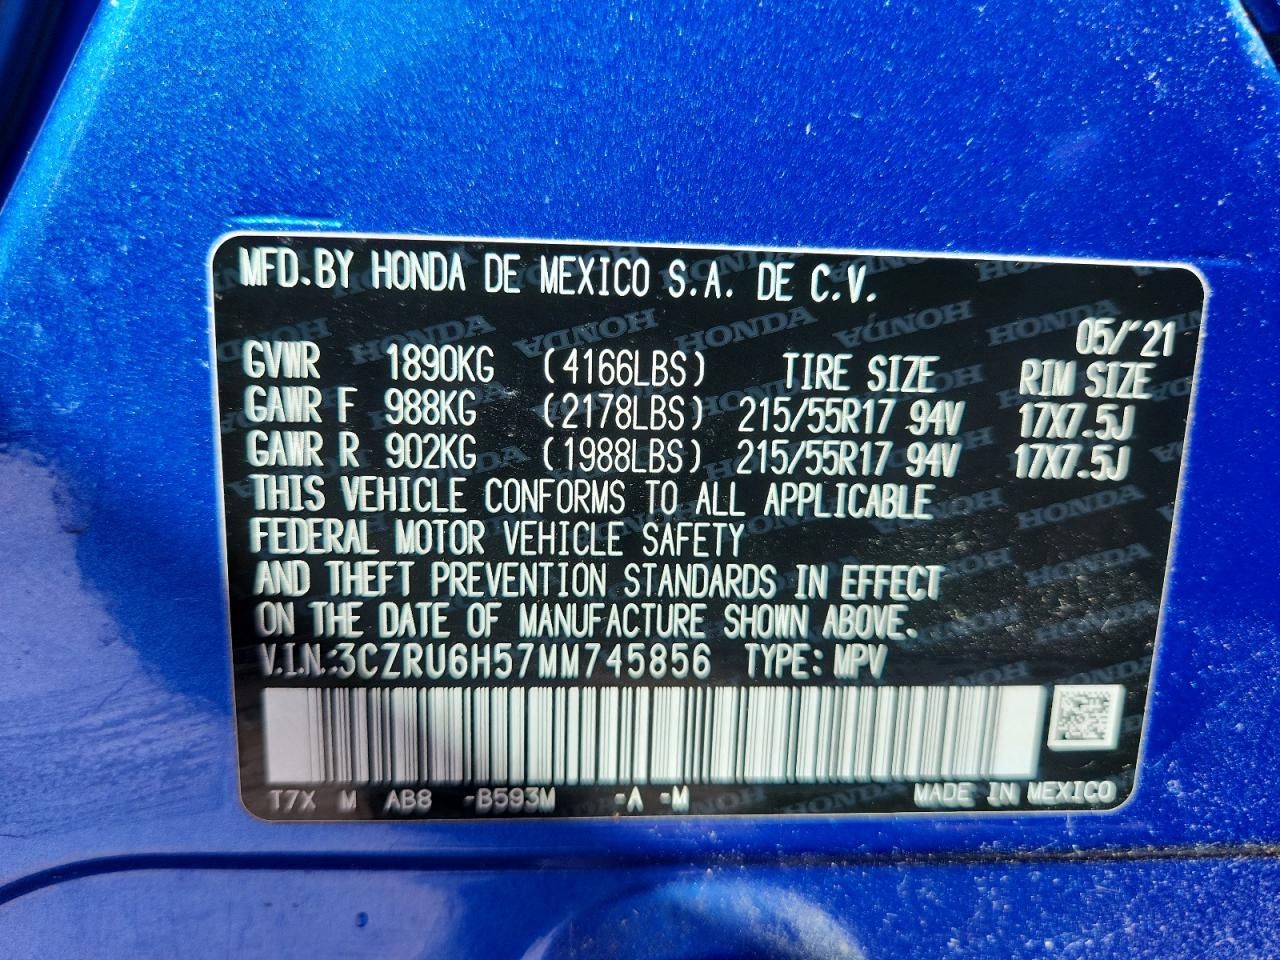 MFD.BY HONDA DE MEXICO S.A. DE C.V.
05/'21
GVWR 1890KG (4166LBS) TIRE SIZE RIM SIZE
GAWR F 988KG (2178LBS) 215/55R17 94V 17X7.5J
GAWR R 902KG (1988LBS) 215/55R17 94V 17X7.5J
THIS VEHICLE CONFORMS TO ALL APPLICABLE
FEDERAL MOTOR VEHICLE SAFETY
AND THEFT PREVENTION STANDARDS IN EFFECT
ON THE DATE OF MANUFACTURE SHOWN ABOVE.
V.I.N.:3CZRU6H57MM745856 TYPE: MPV
T7X M AB8 -B593M -A -M MADE IN MEXICO